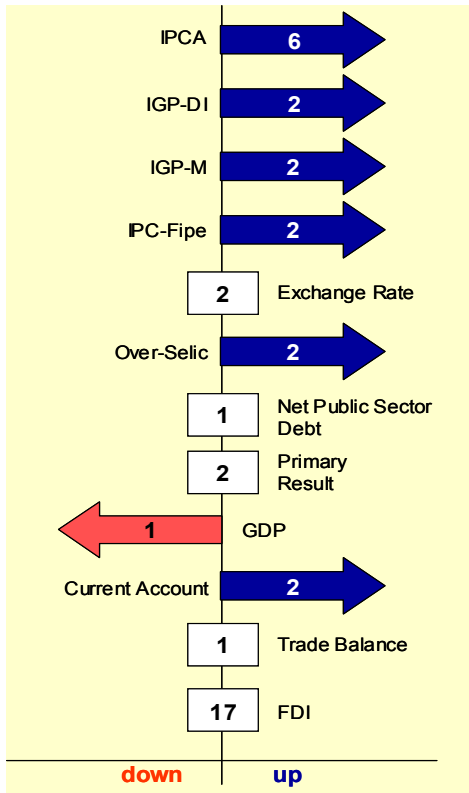 IPCA 6
IGP-DI 2
IGP-M 2
IPC-Fipe 2
2 Exchange Rate
Over-Selic 2
1 Net Public Sector
Debt
2 Primary
Result
1 GDP
Current Account 2
1 Trade Balance
17 FDI
down up